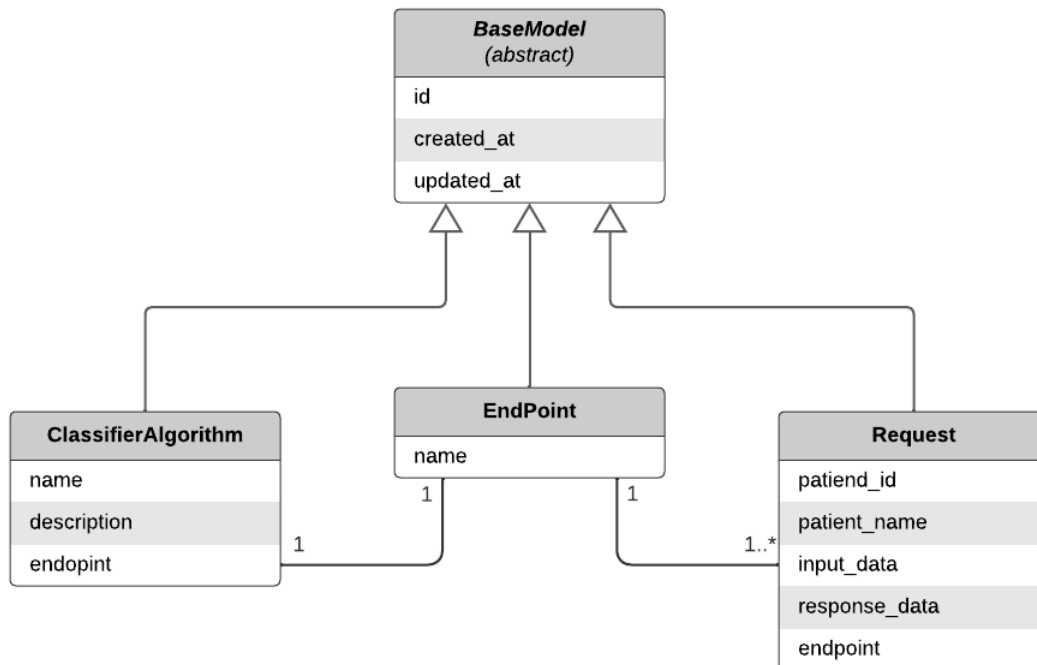 BaseModel
(abstract)
id
created_at
updated_at
ClassifierAlgorithm
name
description
endopint
EndPoint
name
Request
patiend_id
patient_name
input_data
response_data
endpoint
1
1
1
1..*